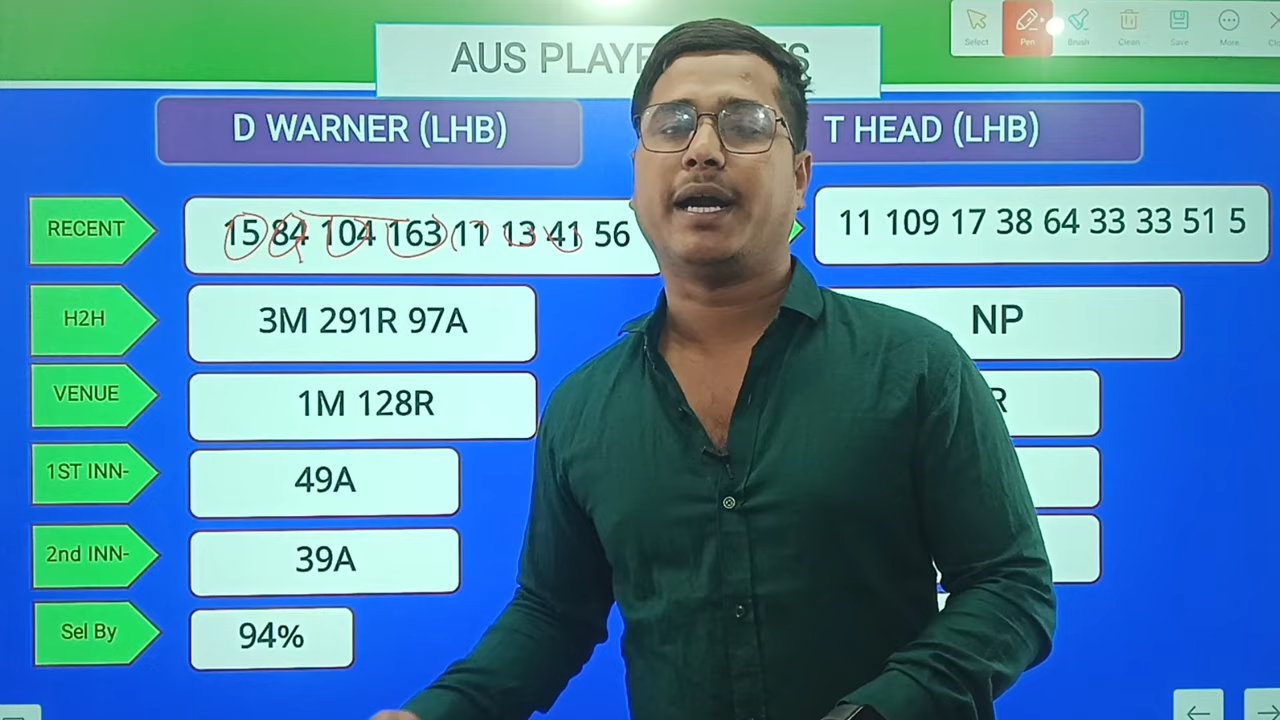 AUS PLAYE
Select Pen Brush Clean Save More
D WARNER (LHB)
T HEAD (LHB)
RECENT
15 84 104 163 11 13 41 56
11 109 17 38 64 33 33 51 5
H2H
3M 291R 97A
NP
VENUE
1M 128R
R
1ST INN-
49A
2nd INN-
39A
Sel By
94%